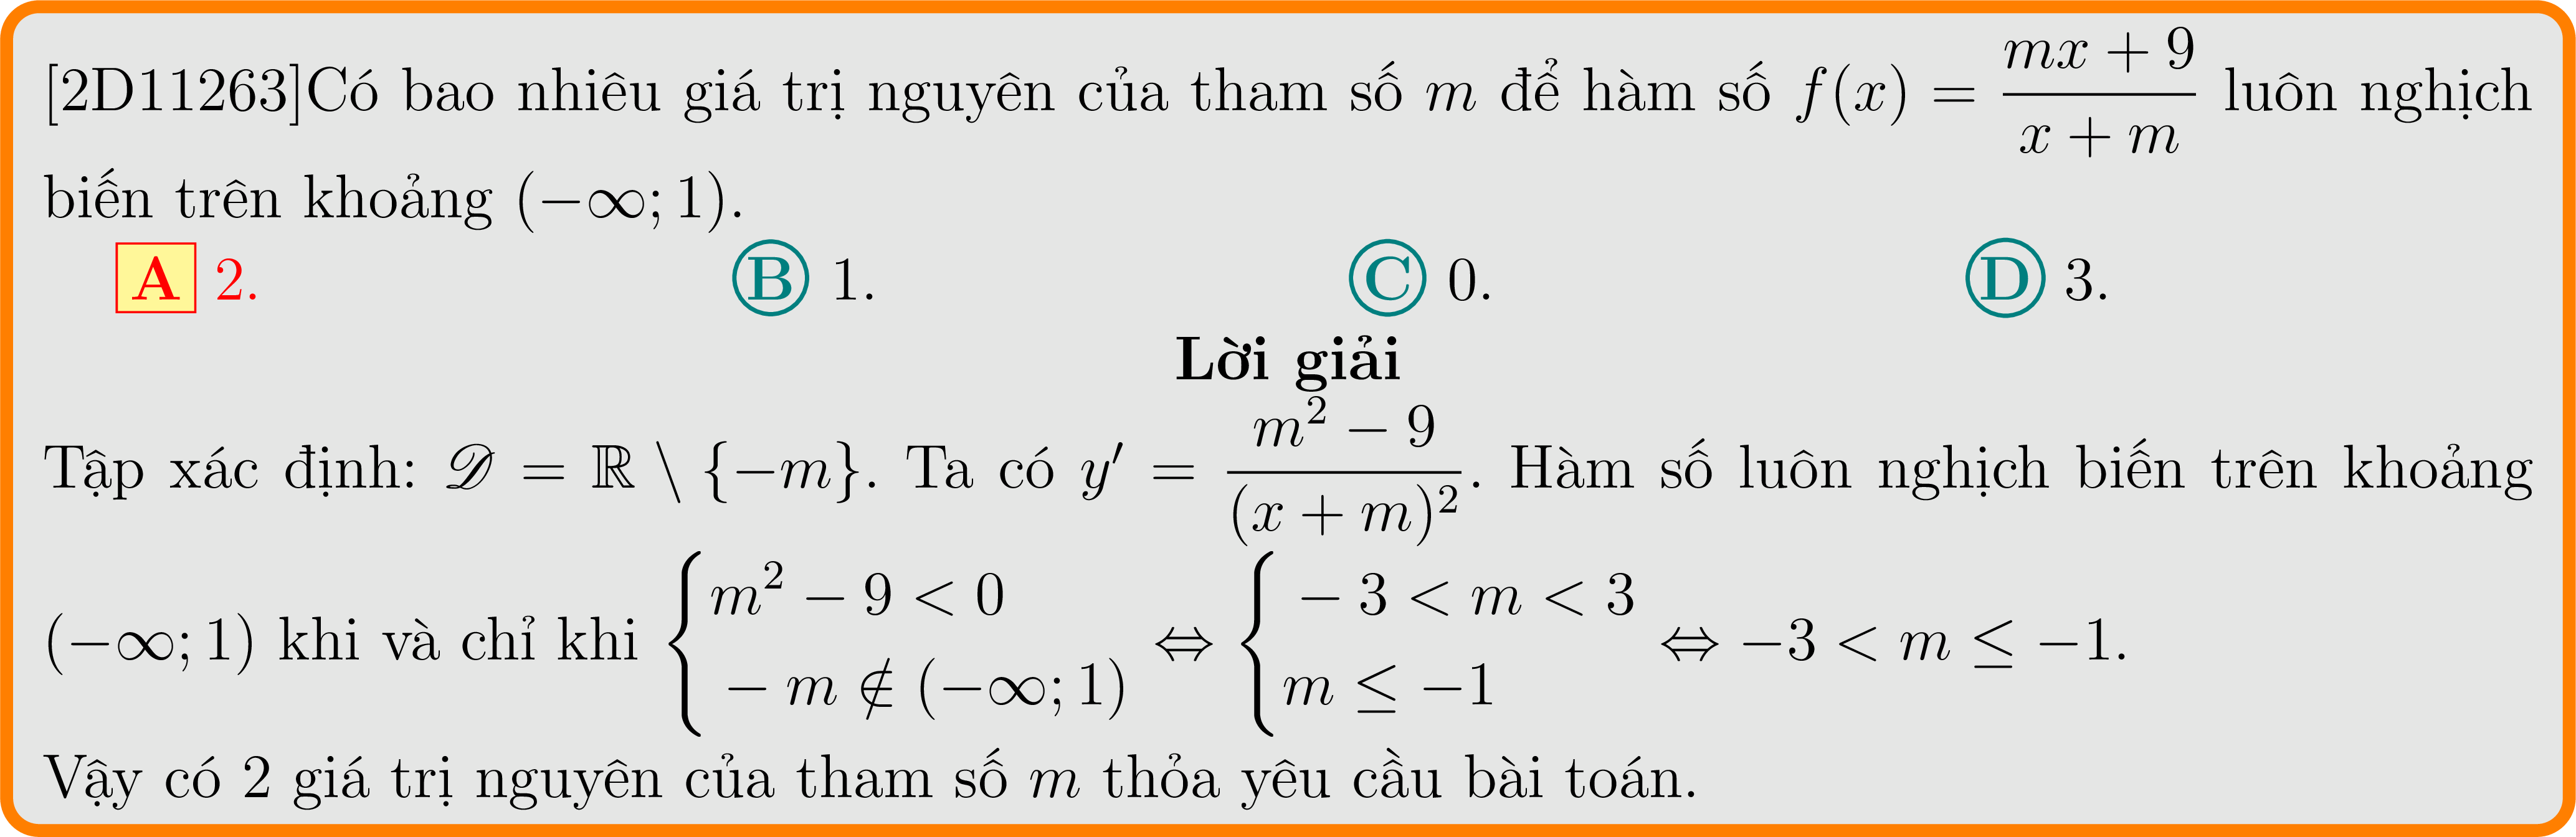 [2D11263]Có bao nhiêu giá trị nguyên của tham số $m$ để hàm số $f(x) = \dfrac{mx + 9}{x + m}$ luôn nghịch
biến trên khoảng $(-\infty; 1)$.
A 2. B 1. C 0. D 3.
Lời giải
Tập xác định: $\mathscr{D} = \mathbb{R} \setminus \{-m\}$. Ta có $y' = \dfrac{m^2 - 9}{(x + m)^2}$. Hàm số luôn nghịch biến trên khoảng
$(-\infty; 1)$ khi và chỉ khi $\begin{cases} m^2 - 9 < 0 \\ -m \notin (-\infty; 1) \end{cases} \Leftrightarrow \begin{cases} -3 < m < 3 \\ m \leq -1 \end{cases} \Leftrightarrow -3 < m \leq -1.$
Vậy có 2 giá trị nguyên của tham số $m$ thỏa yêu cầu bài toán.